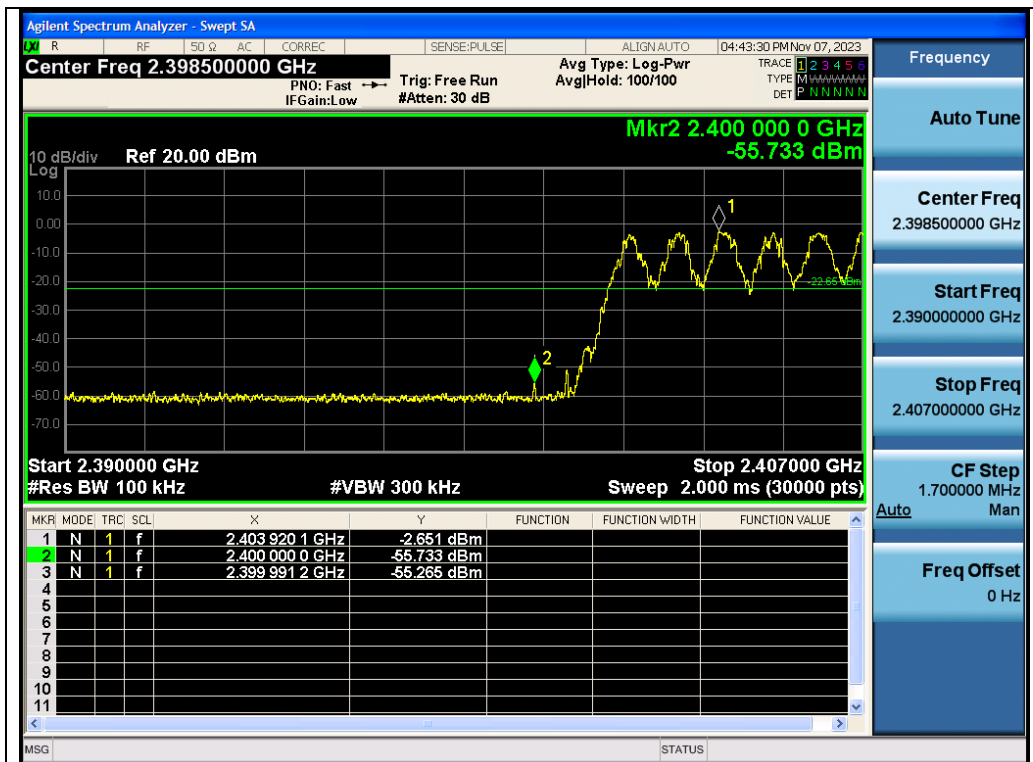 Agilent Spectrum Analyzer - Swept SA
LXI R RF 50 Ω AC CORREC SENSE:PULSE ALIGN AUTO 04:43:30 PM Nov 07, 2023
Center Freq 2.398500000 GHz
PNO: Fast
IFGain:Low
Trig: Free Run
#Atten: 30 dB
Avg Type: Log-Pwr
Avg|Hold: 100/100
TRACE 1 2 3 4 5 6
TYPE M
DET P N N N N N
Mkr2 2.400 000 0 GHz
-55.733 dBm
10 dB/div Ref 20.00 dBm
Log
10.0
0.00
-10.0
-20.0
-30.0
-40.0
-50.0
-60.0
-70.0
1
-22.65 dBm
2
Start 2.390000 GHz Stop 2.407000 GHz
#Res BW 100 kHz #VBW 300 kHz Sweep 2.000 ms (30000 pts)
MKR MODE TRC SCL X Y FUNCTION FUNCTION WIDTH FUNCTION VALUE
1 N 1 f 2.403 920 1 GHz -2.651 dBm
2 N 1 f 2.400 000 0 GHz -55.733 dBm
3 N 1 f 2.399 991 2 GHz -55.265 dBm
4
5
6
7
8
9
10
11
MSG STATUS
Frequency
Auto Tune
Center Freq
2.398500000 GHz
Start Freq
2.390000000 GHz
Stop Freq
2.407000000 GHz
CF Step
1.700000 MHz
Auto Man
Freq Offset
0 Hz